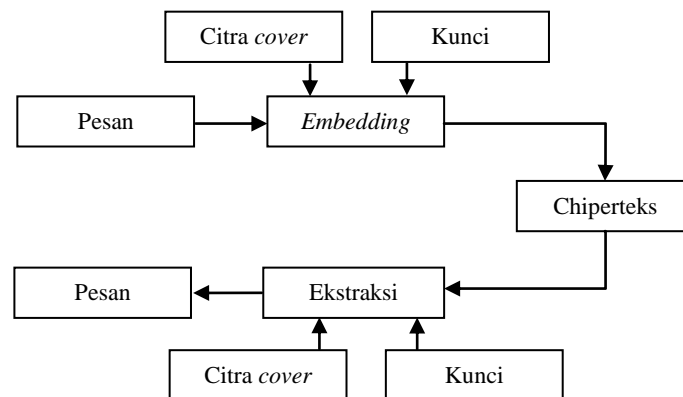 Citra cover
Kunci
Pesan
Embedding
Chiperteks
Pesan
Ekstraksi
Citra cover
Kunci